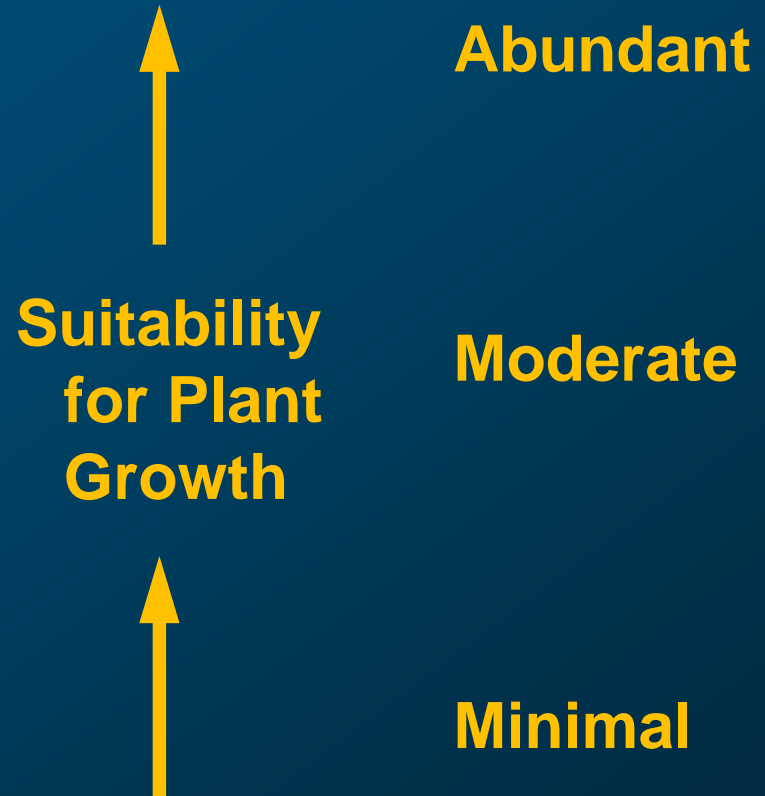 Abundant
Suitability
for Plant
Growth
Moderate
Minimal